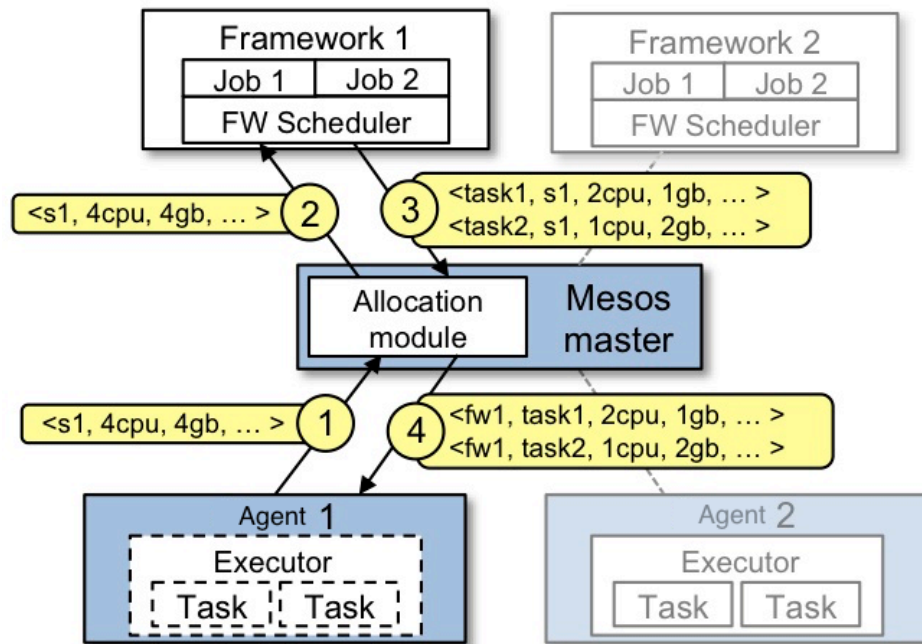 Framework 1
Job 1 Job 2
FW Scheduler
Framework 2
Job 1 Job 2
FW Scheduler
<s1, 4cpu, 4gb, … >
2
3
<task1, s1, 2cpu, 1gb, … >
<task2, s1, 1cpu, 2gb, … >
Allocation
module
Mesos
master
<s1, 4cpu, 4gb, … >
1
4
<fw1, task1, 2cpu, 1gb, … >
<fw1, task2, 1cpu, 2gb, … >
Agent 1
Executor
Task Task
Agent 2
Executor
Task Task